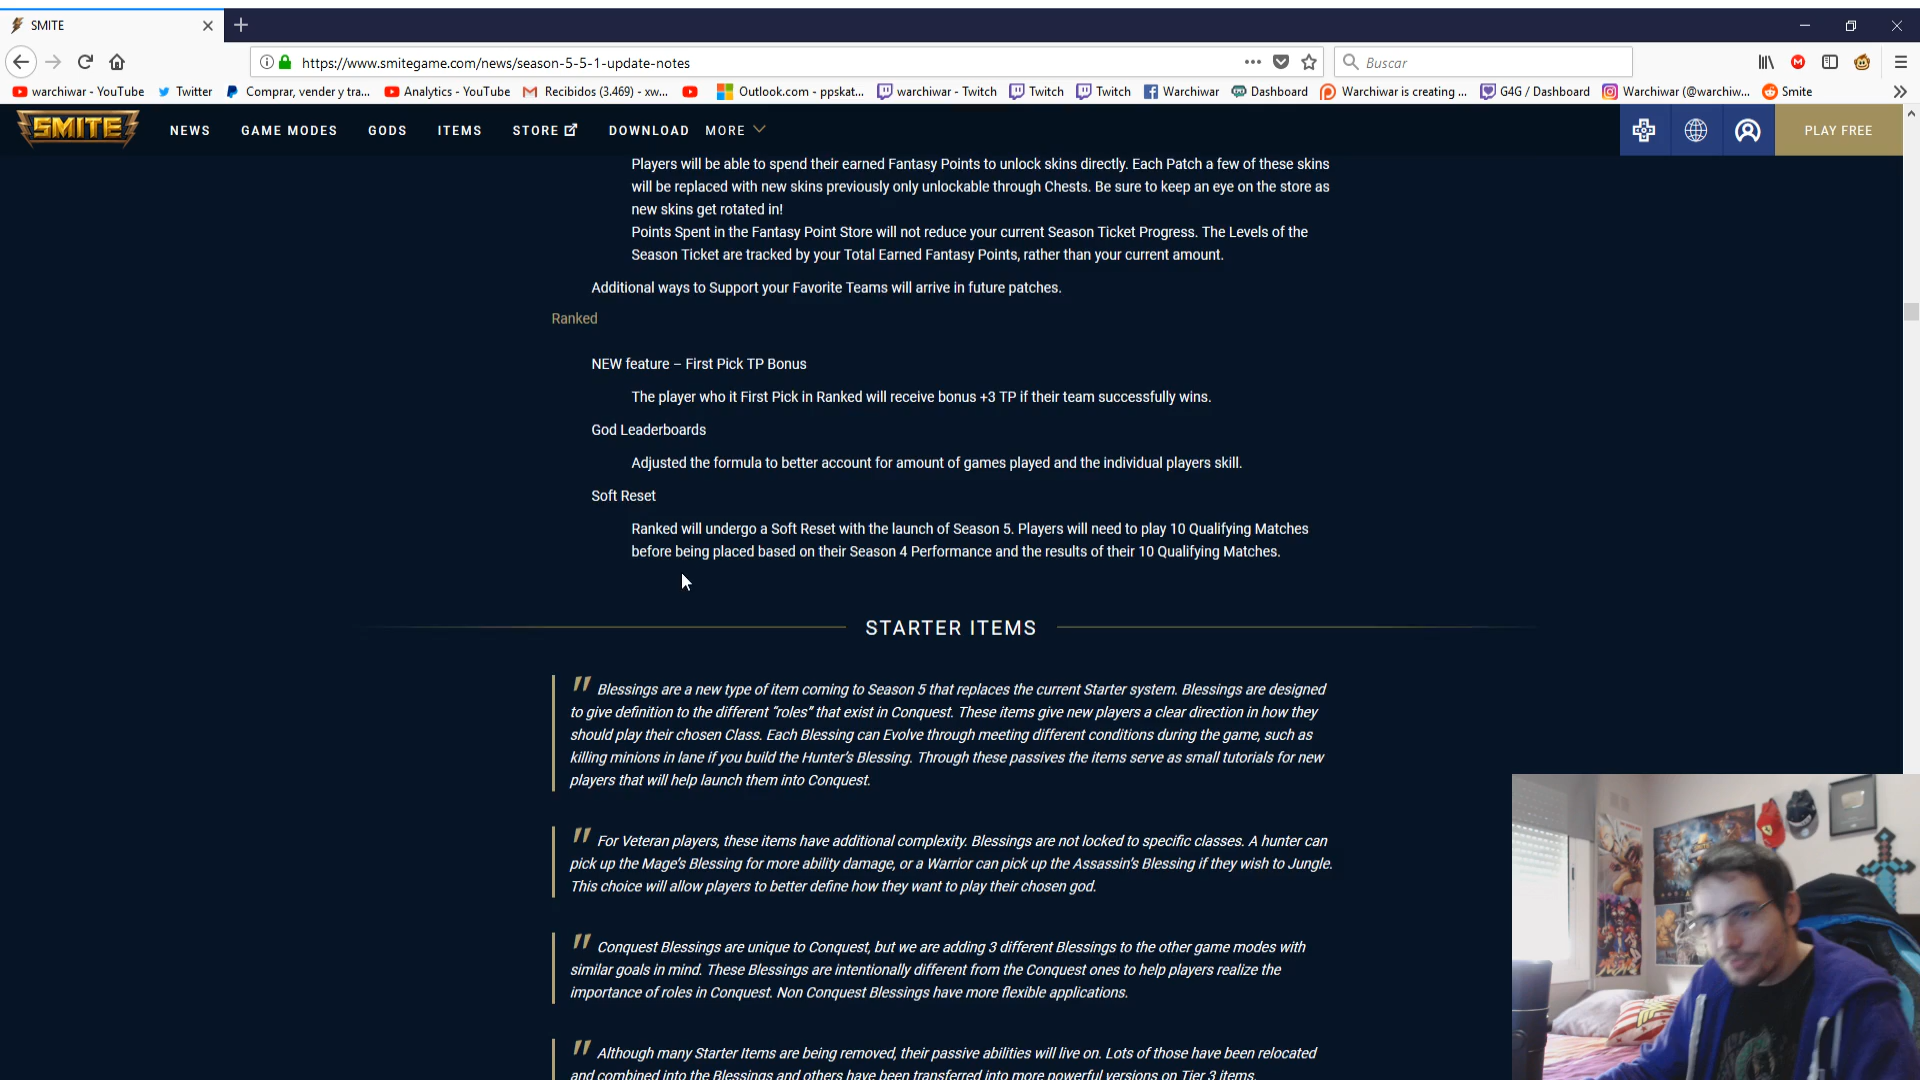 SMITE
https://www.smitegame.com/news/season-5-5-1-update-notes
Buscar
warchiwar - YouTube
Twitter
Comprar, vender y tra...
Analytics - YouTube
Recibidos (3.469) - xw...
Outlook.com - ppskat...
warchiwar - Twitch
Twitch
Twitch
Warchiwar
Dashboard
Warchiwar is creating ...
G4G / Dashboard
Warchiwar (@warchiw...
Smite
SMITE
NEWS
GAME MODES
GODS
ITEMS
STORE
DOWNLOAD
MORE
PLAY FREE
Players will be able to spend their earned Fantasy Points to unlock skins directly. Each Patch a few of these skins
will be replaced with new skins previously only unlockable through Chests. Be sure to keep an eye on the store as
new skins get rotated in!
Points Spent in the Fantasy Point Store will not reduce your current Season Ticket Progress. The Levels of the
Season Ticket are tracked by your Total Earned Fantasy Points, rather than your current amount.
Additional ways to Support your Favorite Teams will arrive in future patches.
Ranked
NEW feature – First Pick TP Bonus
The player who it First Pick in Ranked will receive bonus +3 TP if their team successfully wins.
God Leaderboards
Adjusted the formula to better account for amount of games played and the individual players skill.
Soft Reset
Ranked will undergo a Soft Reset with the launch of Season 5. Players will need to play 10 Qualifying Matches
before being placed based on their Season 4 Performance and the results of their 10 Qualifying Matches.
STARTER ITEMS
" Blessings are a new type of item coming to Season 5 that replaces the current Starter system. Blessings are designed
to give definition to the different “roles” that exist in Conquest. These items give new players a clear direction in how they
should play their chosen Class. Each Blessing can Evolve through meeting different conditions during the game, such as
killing minions in lane if you build the Hunter's Blessing. Through these passives the items serve as small tutorials for new
players that will help launch them into Conquest.
" For Veteran players, these items have additional complexity. Blessings are not locked to specific classes. A hunter can
pick up the Mage's Blessing for more ability damage, or a Warrior can pick up the Assassin's Blessing if they wish to Jungle.
This choice will allow players to better define how they want to play their chosen god.
" Conquest Blessings are unique to Conquest, but we are adding 3 different Blessings to the other game modes with
similar goals in mind. These Blessings are intentionally different from the Conquest ones to help players realize the
importance of roles in Conquest. Non Conquest Blessings have more flexible applications.
" Although many Starter Items are being removed, their passive abilities will live on. Lots of those have been relocated
and combined into the Blessings and others have been transferred into more powerful versions on Tier 3 items.